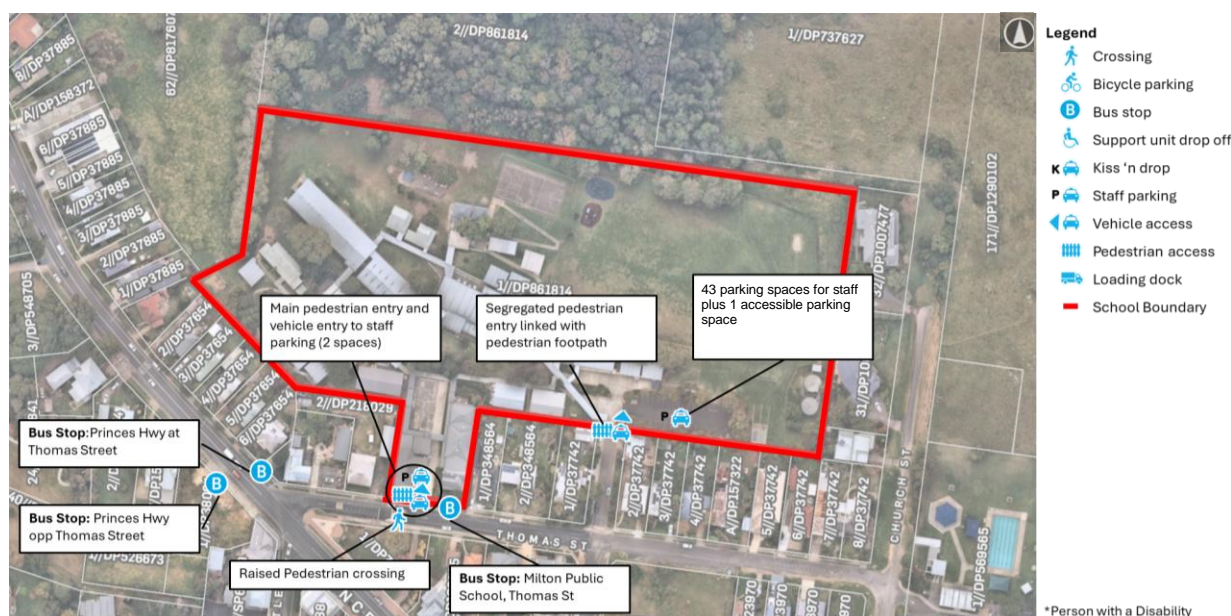 2//DP861814
1//DP737627
62//DP817607
8//DP37885
A//DP158372
6//DP37885
5//DP37885
4//DP37885
3//DP37885
2//DP37885
1//DP37885
3//DP548705
2//DP37654
3//DP37654
4//DP37654
5//DP37654
6//DP37654
2//DP218029
1//DP861814
32//DP1007477
171//DP1290102
Main pedestrian entry and
vehicle entry to staff
parking (2 spaces)
Segregated pedestrian
entry linked with
pedestrian footpath
43 parking spaces for staff
plus 1 accessible parking
space
P
P
Bus Stop: Princes Hwy at
Thomas Street
B
B
B
Bus Stop: Princes Hwy
opp Thomas Street
1//DP526673
1//DP348564
2//DP348564
1//DP37742
2//DP37742
3//DP37742
4//DP37742
A//DP157322
5//DP37742
6//DP37742
7//DP37742
8//DP37742
THOMAS ST
CHURCH ST
1//DP569565
Raised Pedestrian crossing
Bus Stop: Milton Public
School, Thomas St
Legend
Crossing
Bicycle parking
B Bus stop
Support unit drop off
K Kiss ‘n drop
P Staff parking
Vehicle access
Pedestrian access
Loading dock
School Boundary
*Person with a Disability